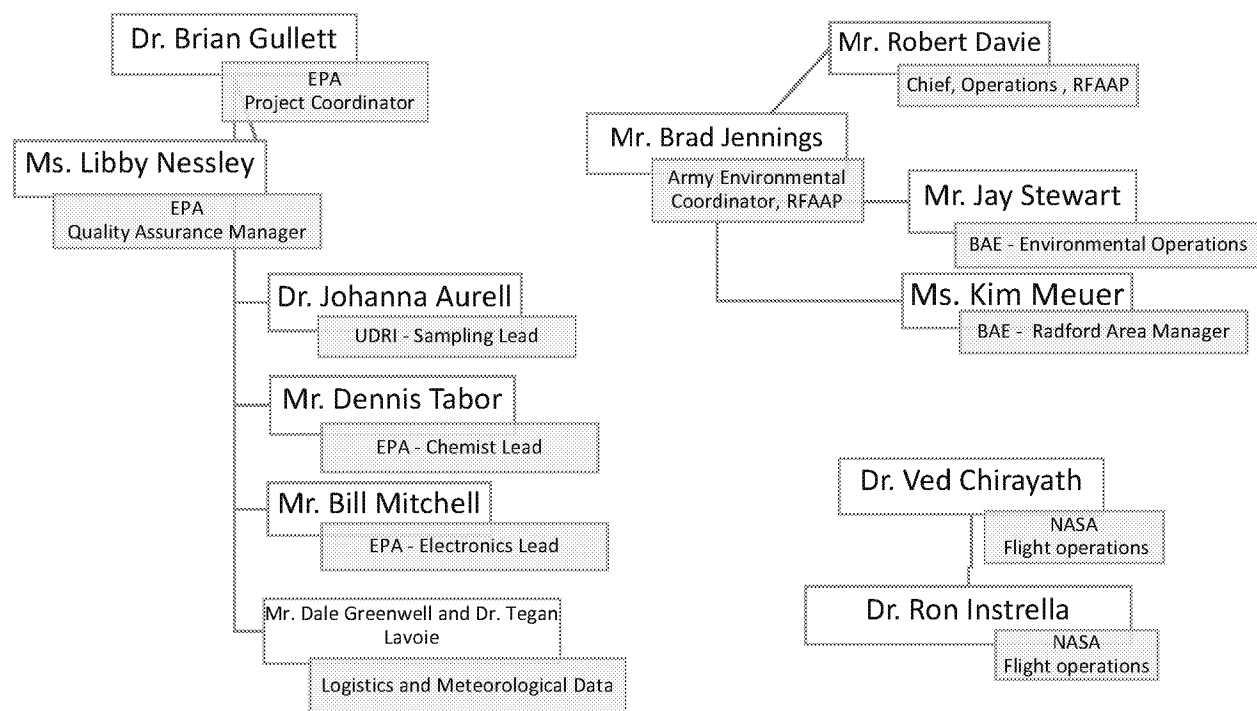 Dr. Brian Gullett
EPA
Project Coordinator
Ms. Libby Nessley
EPA
Quality Assurance Manager
Dr. Johanna Aurell
UDRI - Sampling Lead
Mr. Dennis Tabor
EPA - Chemist Lead
Mr. Bill Mitchell
EPA - Electronics Lead
Mr. Dale Greenwell and Dr. Tegan
Lavoie
Logistics and Meteorological Data
Mr. Robert Davie
Chief, Operations , RFAAP
Mr. Brad Jennings
Army Environmental
Coordinator, RFAAP
Mr. Jay Stewart
BAE - Environmental Operations
Ms. Kim Meuer
BAE - Radford Area Manager
Dr. Ved Chirayath
NASA
Flight operations
Dr. Ron Instrella
NASA
Flight operations